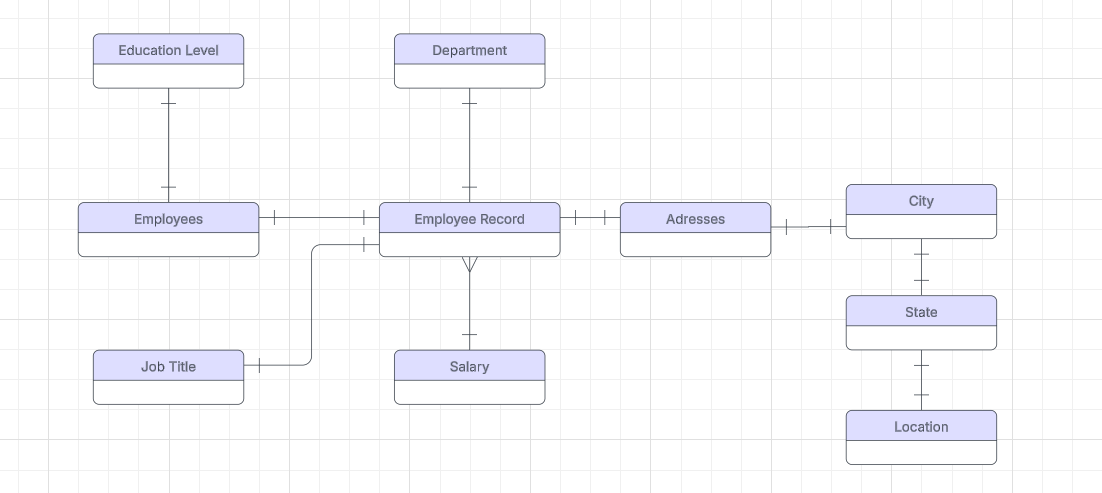 Education Level
Department
Employees
Employee Record
Adresses
City
State
Job Title
Salary
Location